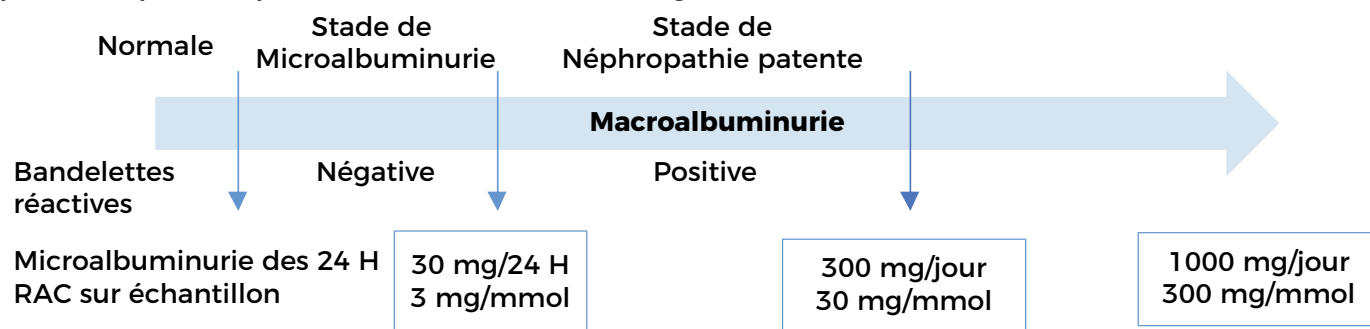 Normale
Stade de
Microalbuminurie
Stade de
Néphropathie patente
Macroalbuminurie
Bandelettes
réactives
Négative
Positive
Microalbuminurie des 24 H
RAC sur échantillon
30 mg/24 H
3 mg/mmol
300 mg/jour
30 mg/mmol
1000 mg/jour
300 mg/mmol